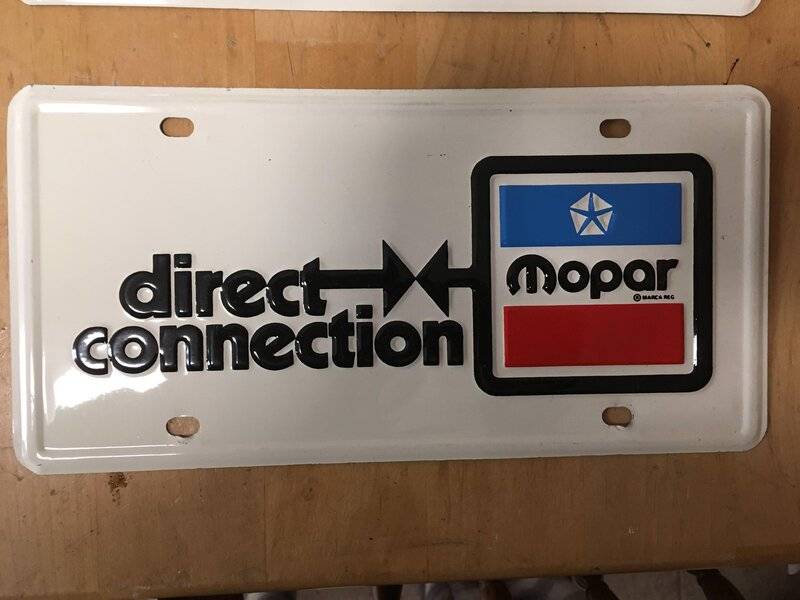 direct
connection
mopar
® MARCA REG